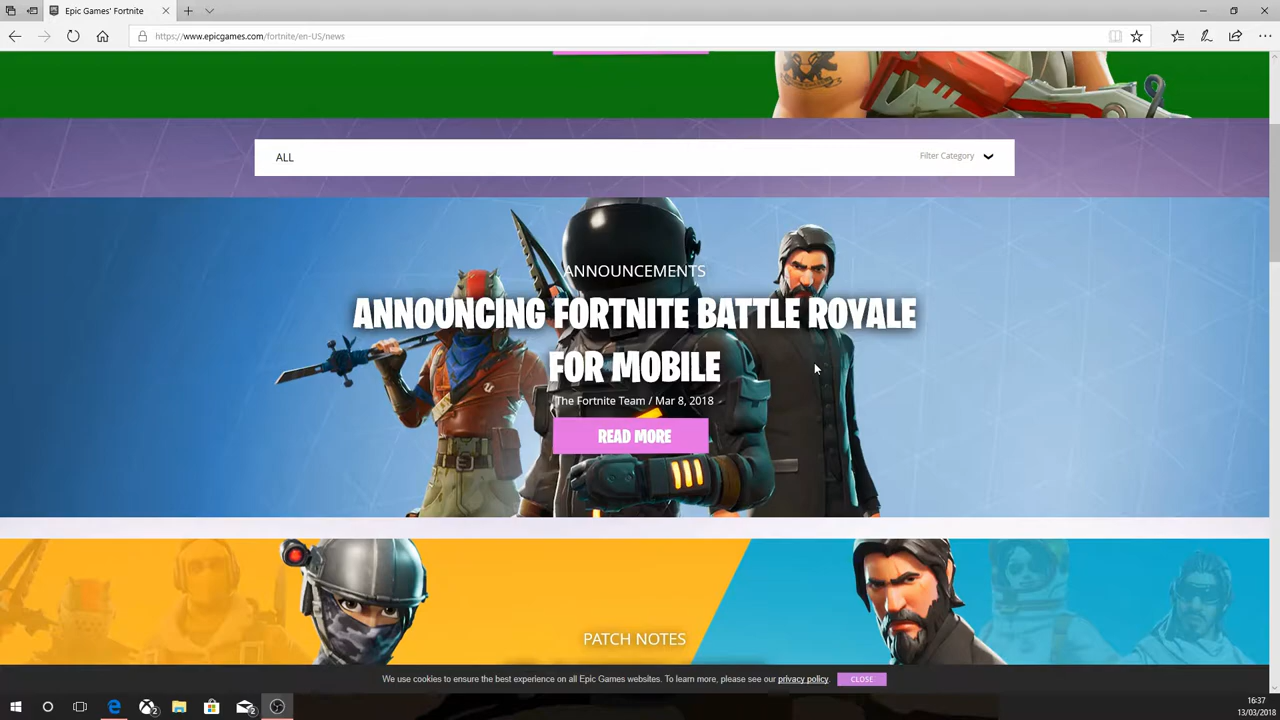 Epic Games' Fortnite
https://www.epicgames.com/fortnite/en-US/news
ALL
Filter Category
ANNOUNCEMENTS
ANNOUNCING FORTNITE BATTLE ROYALE
FOR MOBILE
The Fortnite Team / Mar 8, 2018
READ MORE
PATCH NOTES
We use cookies to ensure the best experience on all Epic Games websites. To learn more, please see our privacy policy. CLOSE
2
2
16:37
13/03/2018